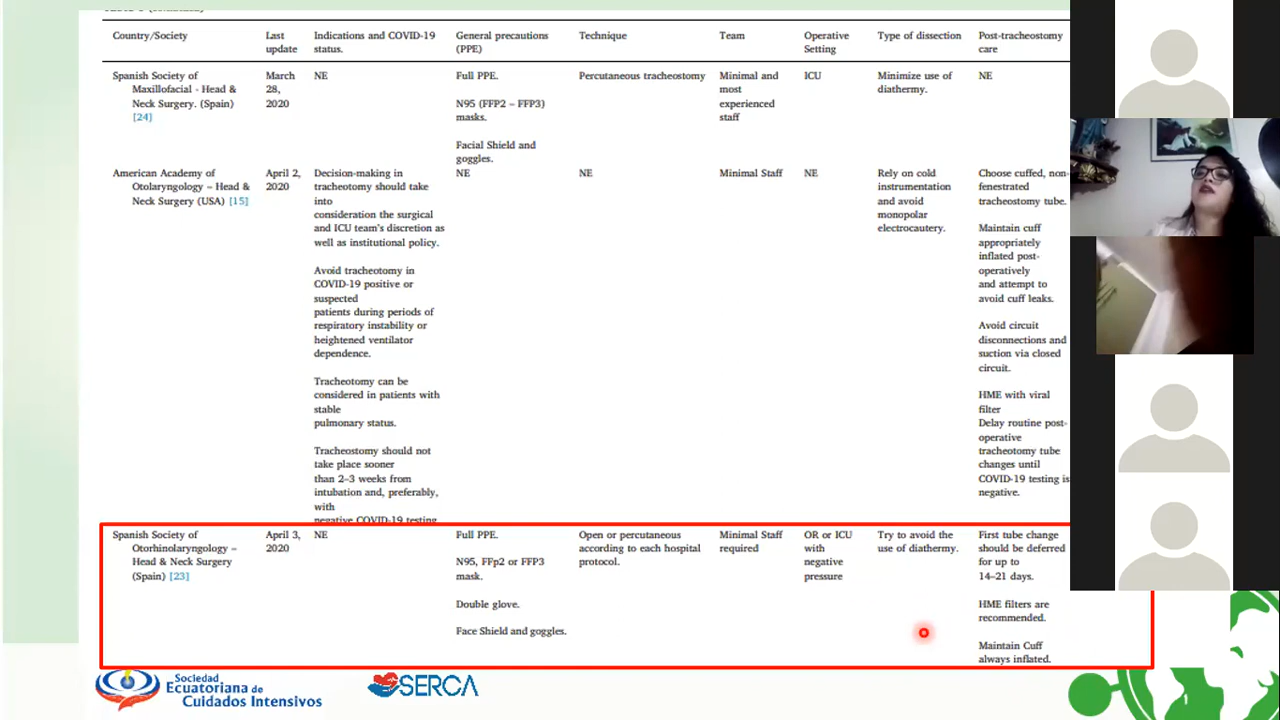 Country/Society
Last update
Indications and COVID-19 status.
General precautions (PPE)
Technique
Team
Operative Setting
Type of dissection
Post-tracheostomy care
Spanish Society of
Maxillofacial - Head &
Neck Surgery. (Spain)
[24]
March
28,
2020
NE
Full PPE.
N95 (FFP2 – FFP3)
masks.
Facial Shield and
goggles.
Percutaneous tracheostomy
Minimal and
most
experienced
staff
ICU
Minimize use of
diathermy.
NE
American Academy of
Otolaryngology – Head &
Neck Surgery (USA) [15]
April 2,
2020
Decision-making in
tracheotomy should take
into
consideration the surgical
and ICU team's discretion as
well as institutional policy.
Avoid tracheotomy in
COVID-19 positive or
suspected
patients during periods of
respiratory instability or
heightened ventilator
dependence.
Tracheotomy can be
considered in patients with
stable
pulmonary status.
Tracheostomy should not
take place sooner
than 2–3 weeks from
intubation and, preferably,
with
negative COVID-19 testing
NE
NE
Minimal Staff
NE
Rely on cold
instrumentation
and avoid
monopolar
electrocautery.
Choose cuffed, non-
fenestrated
tracheostomy tube.
Maintain cuff
appropriately
inflated post-
operatively
and attempt to
avoid cuff leaks.
Avoid circuit
disconnections and
suction via closed
circuit.
HME with viral
filter
Delay routine post-
operative
tracheotomy tube
changes until
COVID-19 testing is
negative.
Spanish Society of
Otorhinolaryngology –
Head & Neck Surgery
(Spain) [23]
April 3,
2020
NE
Full PPE.
N95, FFp2 or FFP3
mask.
Double glove.
Face Shield and goggles.
Open or percutaneous
according to each hospital
protocol.
Minimal Staff
required
OR or ICU
with
negative
pressure
Try to avoid the
use of diathermy.
First tube change
should be deferred
for up to
14–21 days.
HME filters are
recommended.
Maintain Cuff
always inflated.
Sociedad
Ecuatoriana de
Cuidados Intensivos
SERCA